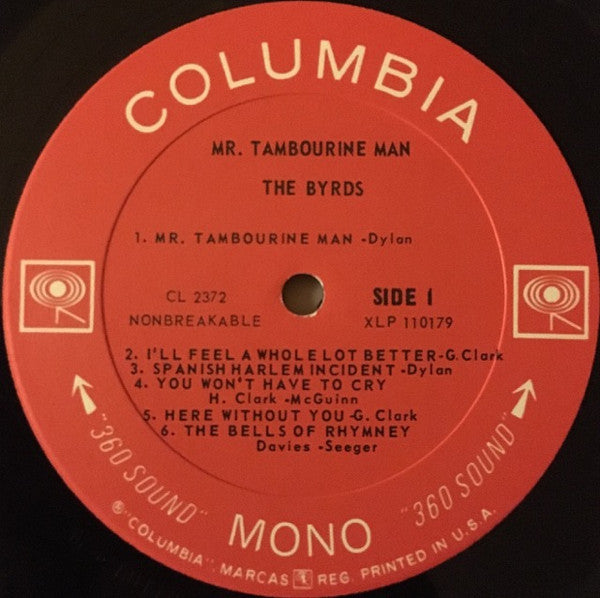 COLUMBIA
MR. TAMBOURINE MAN
THE BYRDS
1. MR. TAMBOURINE MAN -Dylan
CL 2372
NONBREAKABLE
SIDE 1
XLP 110179
2. I'LL FEEL A WHOLE LOT BETTER-G. Clark
3. SPANISH HARLEM INCIDENT -Dylan
4. YOU WON'T HAVE TO CRY
H. Clark -McGuinn
5. HERE WITHOUT YOU -G. Clark
6. THE BELLS OF RHYMNEY
Davies -Seeger
"360 SOUND"
MONO
"360 SOUND"
® "COLUMBIA", MARCAS REG. PRINTED IN U.S.A.